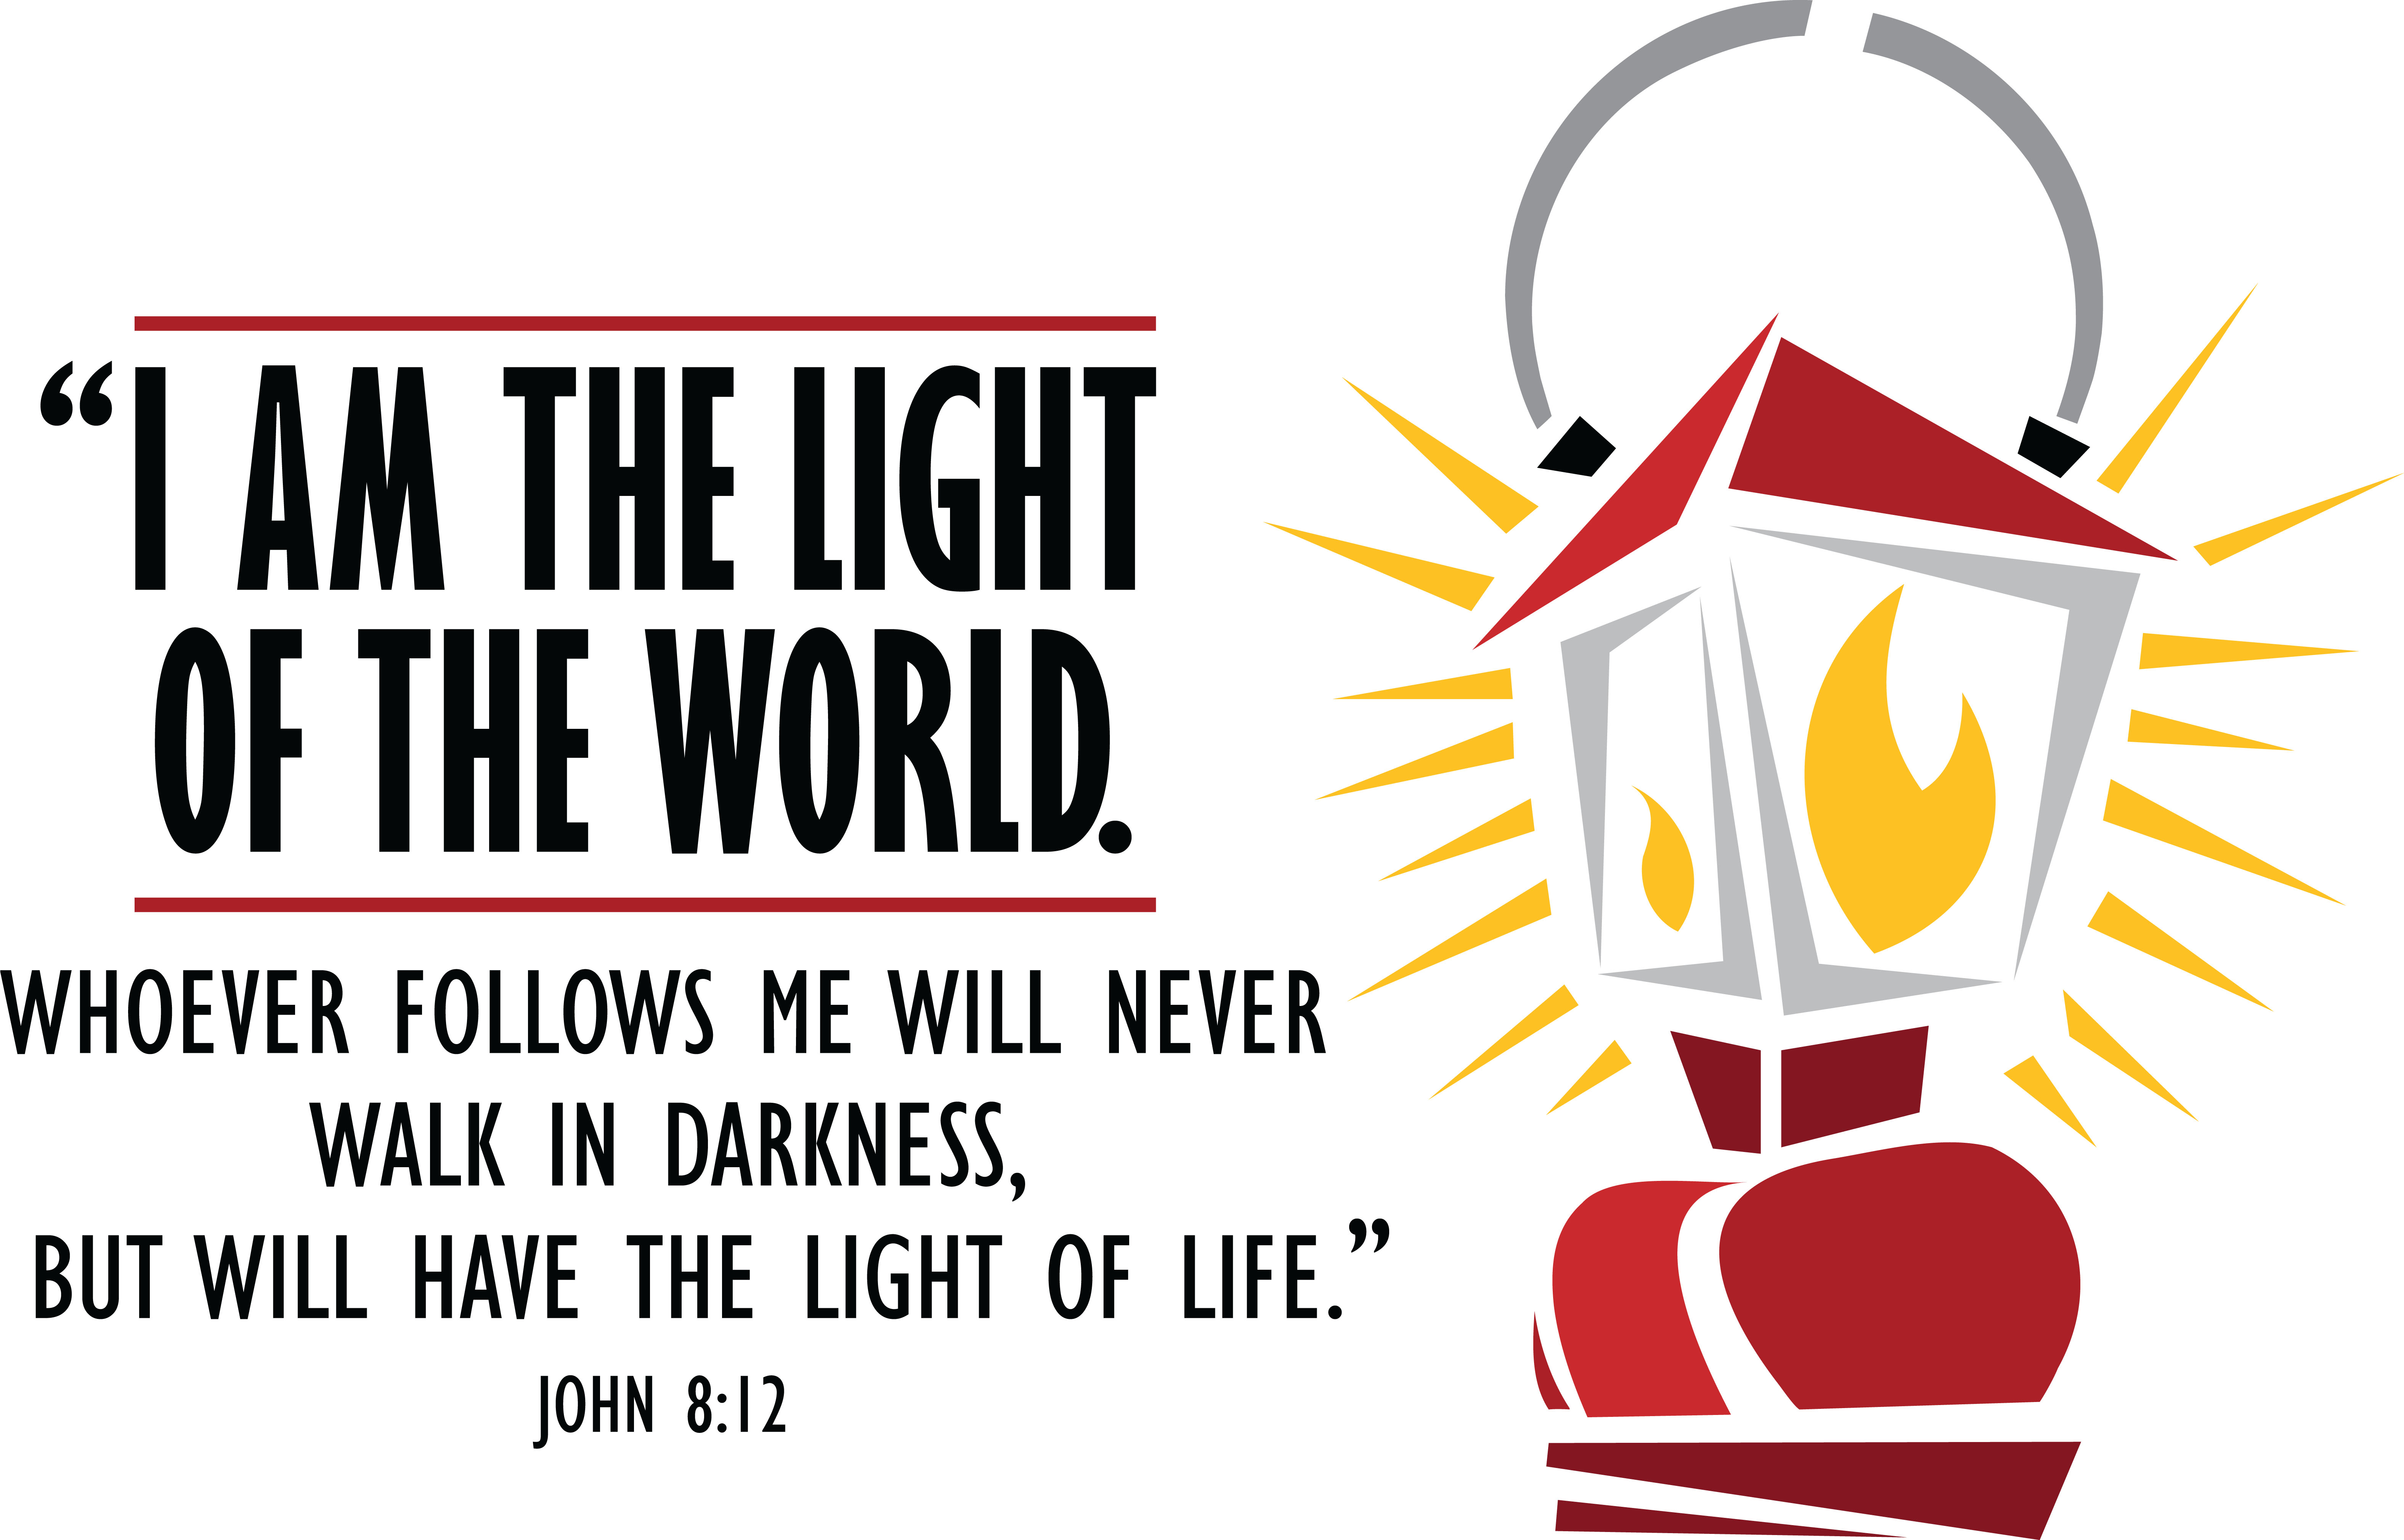 “I AM THE LIGHT
OF THE WORLD.
WHOEVER FOLLOWS ME WILL NEVER
WALK IN DARKNESS,
BUT WILL HAVE THE LIGHT OF LIFE.”
JOHN 8:12